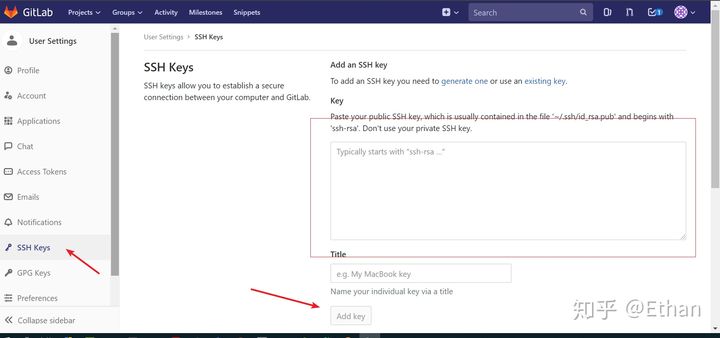 GitLab Projects Groups Activity Milestones Snippets Search 1
User Settings
User Settings > SSH Keys
Profile
Account
Applications
Chat
Access Tokens
Emails
Notifications
SSH Keys
GPG Keys
Preferences
Collapse sidebar
SSH Keys
SSH keys allow you to establish a secure
connection between your computer and GitLab.
Add an SSH key
To add an SSH key you need to generate one or use an existing key.
Key
Paste your public SSH key, which is usually contained in the file '~/.ssh/id_rsa.pub' and begins with
'ssh-rsa'. Don't use your private SSH key.
Typically starts with "ssh-rsa ..."
Title
e.g. My MacBook key
Name your individual key via a title
Add key
知乎 @Ethan